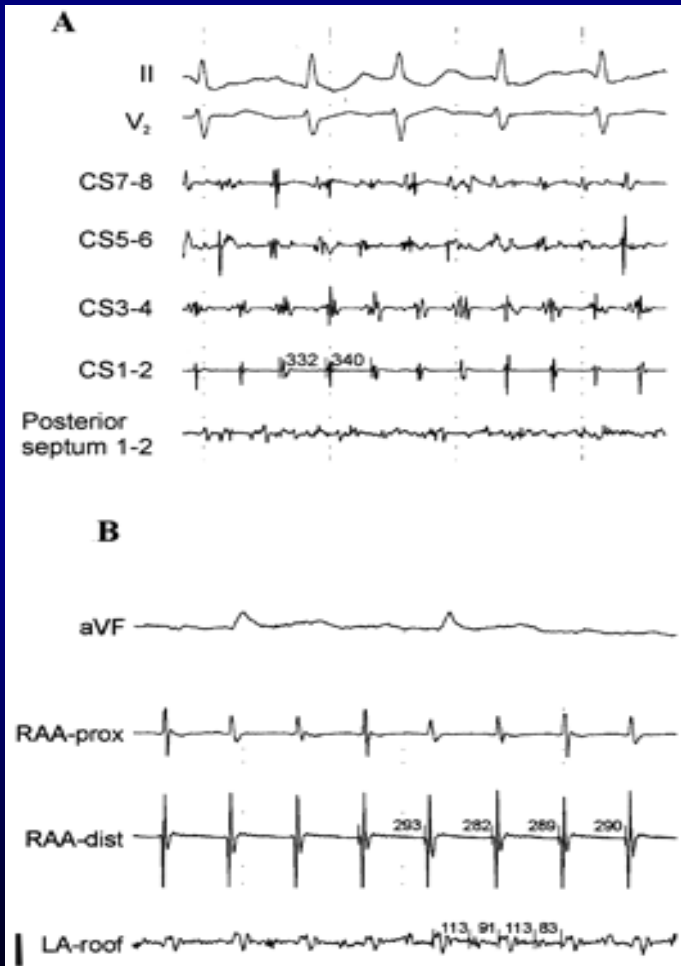 A
II
V2
CS7-8
CS5-6
CS3-4
332 340
CS1-2
Posterior
septum 1-2
B
aVF
RAA-prox
293 282 289 290
RAA-dist
113 91 113 83
LA-roof